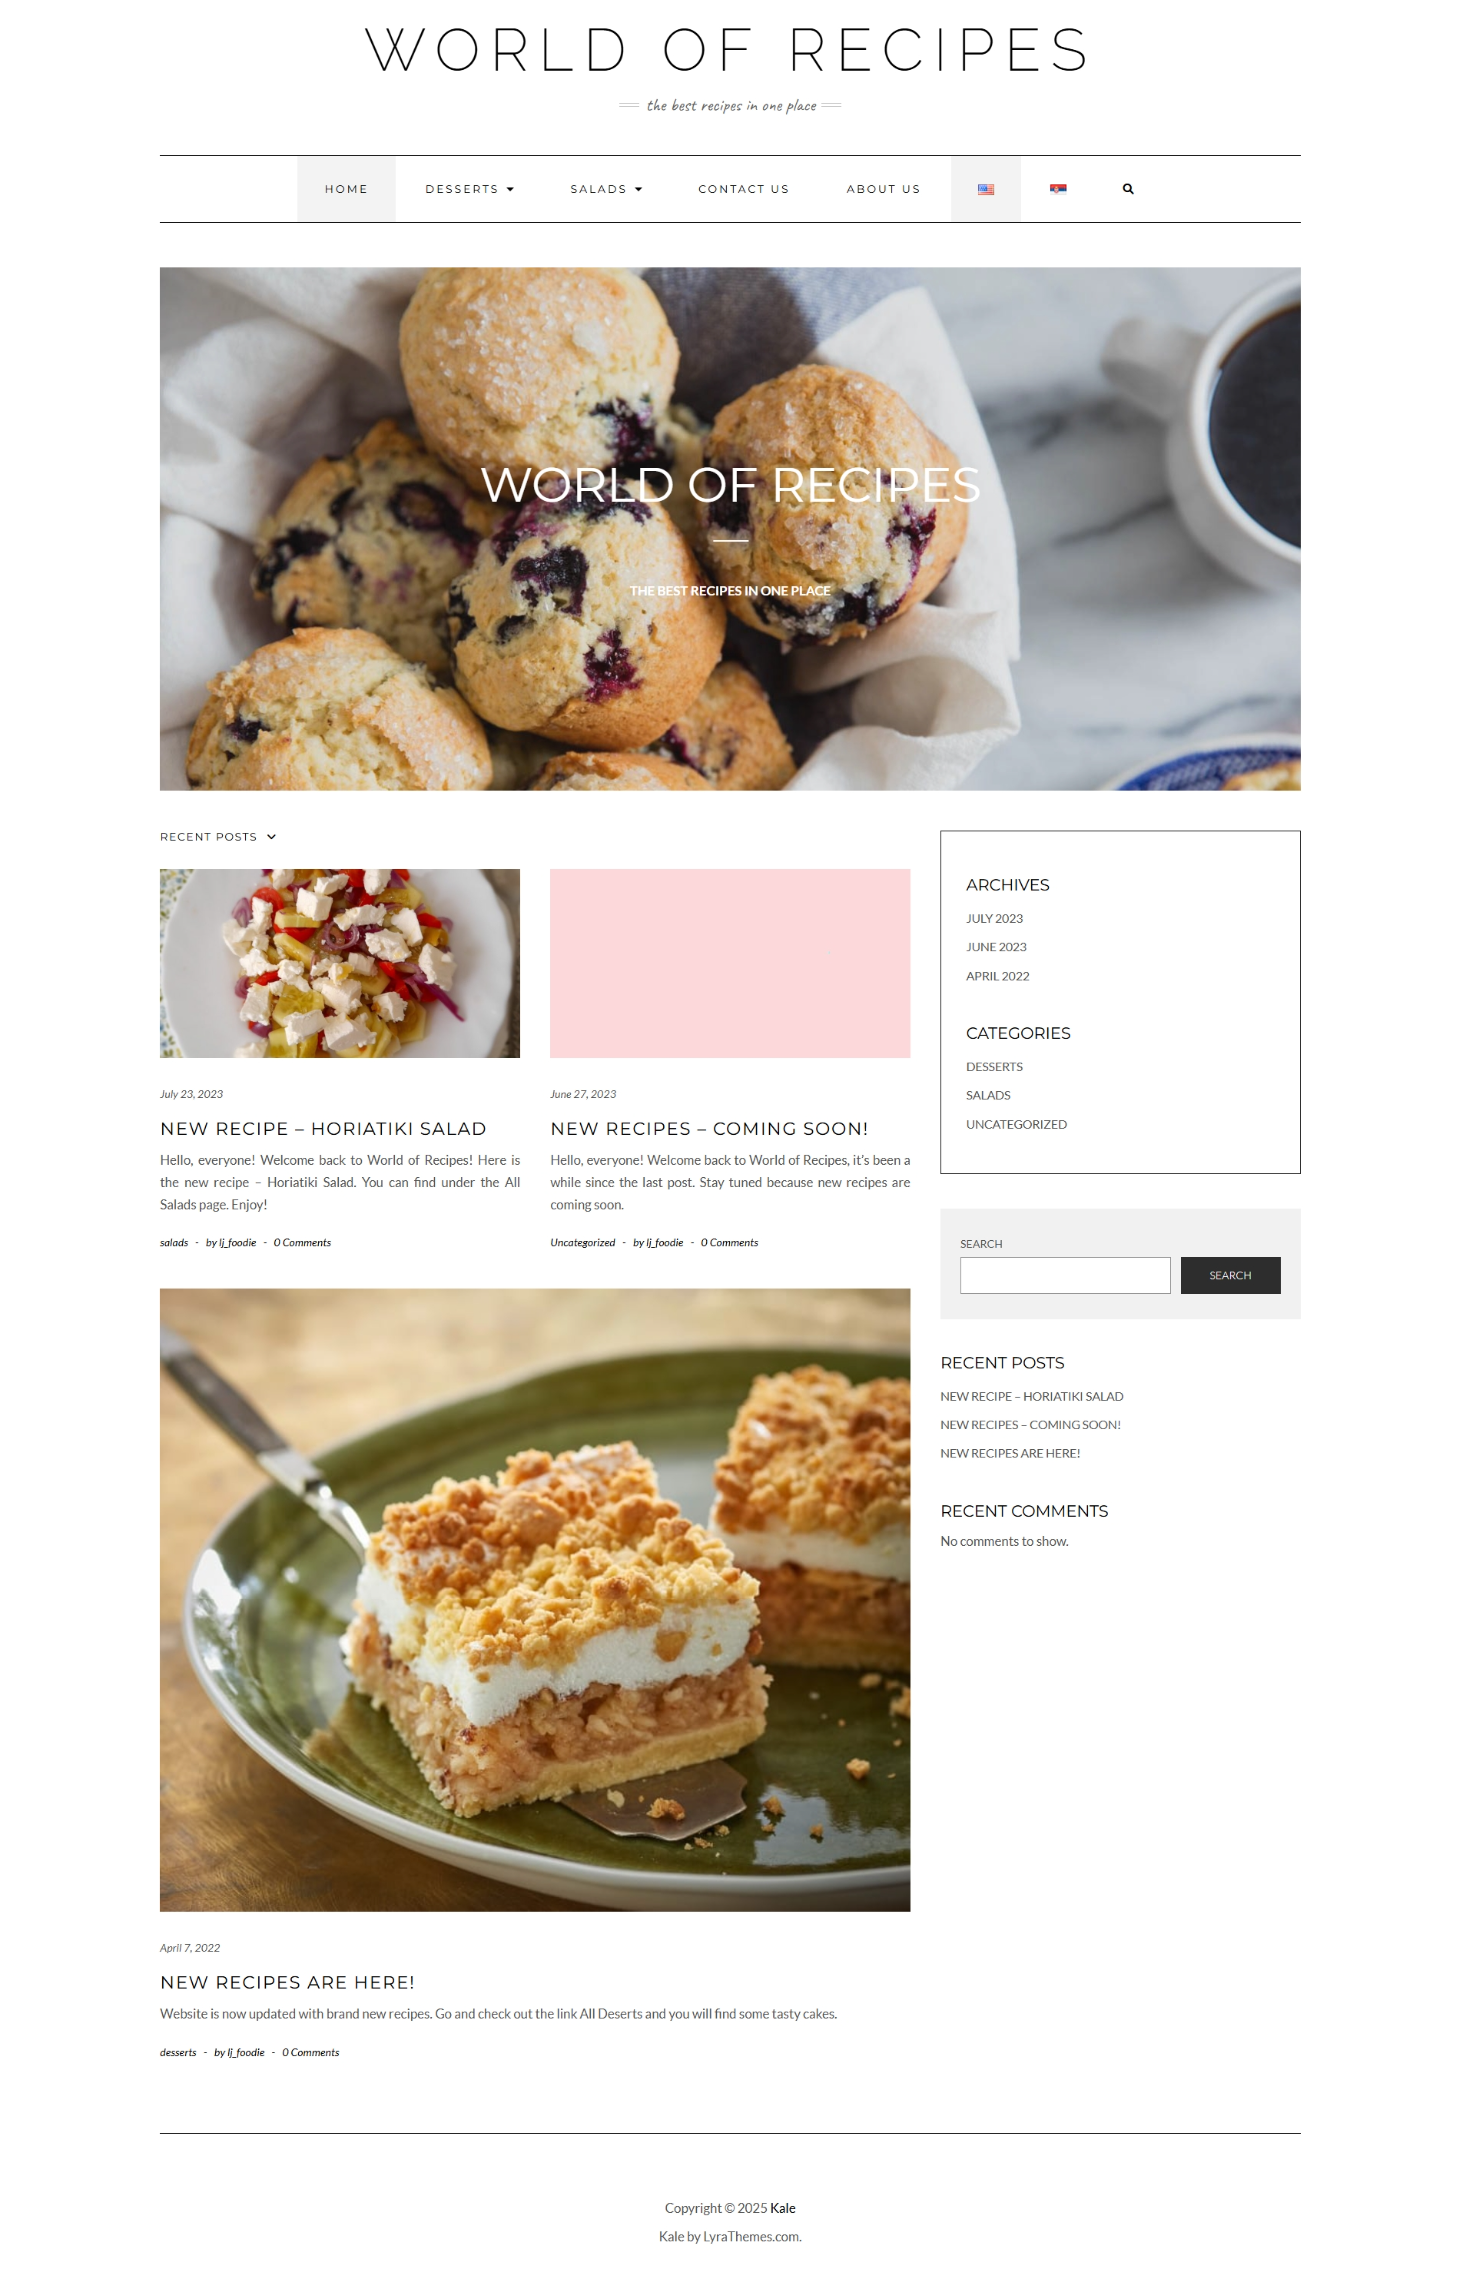 WORLD OF RECIPES
the best recipes in one place
HOME DESSERTS SALADS CONTACT US ABOUT US
WORLD OF RECIPES
THE BEST RECIPES IN ONE PLACE
RECENT POSTS
July 23, 2023
NEW RECIPE – HORIATIKI SALAD
Hello, everyone! Welcome back to World of Recipes! Here is
the new recipe – Horiatiki Salad. You can find under the All
Salads page. Enjoy!
salads - by lj_foodie - 0 Comments
June 27, 2023
NEW RECIPES – COMING SOON!
Hello, everyone! Welcome back to World of Recipes, it's been a
while since the last post. Stay tuned because new recipes are
coming soon.
Uncategorized - by lj_foodie - 0 Comments
April 7, 2022
NEW RECIPES ARE HERE!
Website is now updated with brand new recipes. Go and check out the link All Deserts and you will find some tasty cakes.
desserts - by lj_foodie - 0 Comments
ARCHIVES
JULY 2023
JUNE 2023
APRIL 2022
CATEGORIES
DESSERTS
SALADS
UNCATEGORIZED
SEARCH
SEARCH
RECENT POSTS
NEW RECIPE – HORIATIKI SALAD
NEW RECIPES – COMING SOON!
NEW RECIPES ARE HERE!
RECENT COMMENTS
No comments to show.
Copyright © 2025 Kale
Kale by LyraThemes.com.